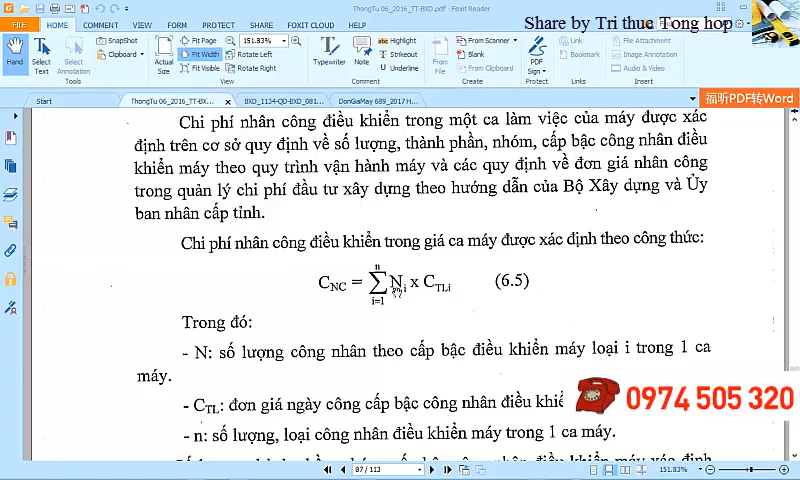 ThongTu 06_2016_TT-BXD.pdf - Foxit Reader
Share by Tri thuc Tong hop
FILE HOME COMMENT VIEW FORM PROTECT SHARE FOXIT CLOUD HELP
Hand
Select Text
Select Annotation
SnapShot
Clipboard
Tools
Actual Size
Fit Page
Fit Width
Fit Visible
151.83%
Rotate Left
Rotate Right
View
Typewriter
Note
Highlight
Strikeout
Underline
Comment
From File
From Scanner
Blank
From Clipboard
Create
PDF Sign
Protect
Link
Bookmark
Links
File Attachment
Image Annotation
Audio & Video
Insert
Start
ThongTu 06_2016_TT-BX...
BXD_1134-QD-BXD_081...
DonGiaMay 689_2017 H...
福昕PDF转Word
Chi phí nhân công điều khiển trong một ca làm việc của máy được xác
định trên cơ sở quy định về số lượng, thành phần, nhóm, cấp bậc công nhân điều
khiển máy theo quy trình vận hành máy và các quy định về đơn giá nhân công
trong quản lý chi phí đầu tư xây dựng theo hướng dẫn của Bộ Xây dựng và Ủy
ban nhân cấp tỉnh.
Chi phí nhân công điều khiển trong giá ca máy được xác định theo công thức:
n
C_NC = ∑ N_i x C_TLi (6.5)
i=1
Trong đó:
- N: số lượng công nhân theo cấp bậc điều khiển máy loại i trong 1 ca
máy.
- C_TL: đơn giá ngày công cấp bậc công nhân điều khiể
0974 505 320
- n: số lượng, loại công nhân điều khiển máy trong 1 ca máy.
87 / 113
151.83%